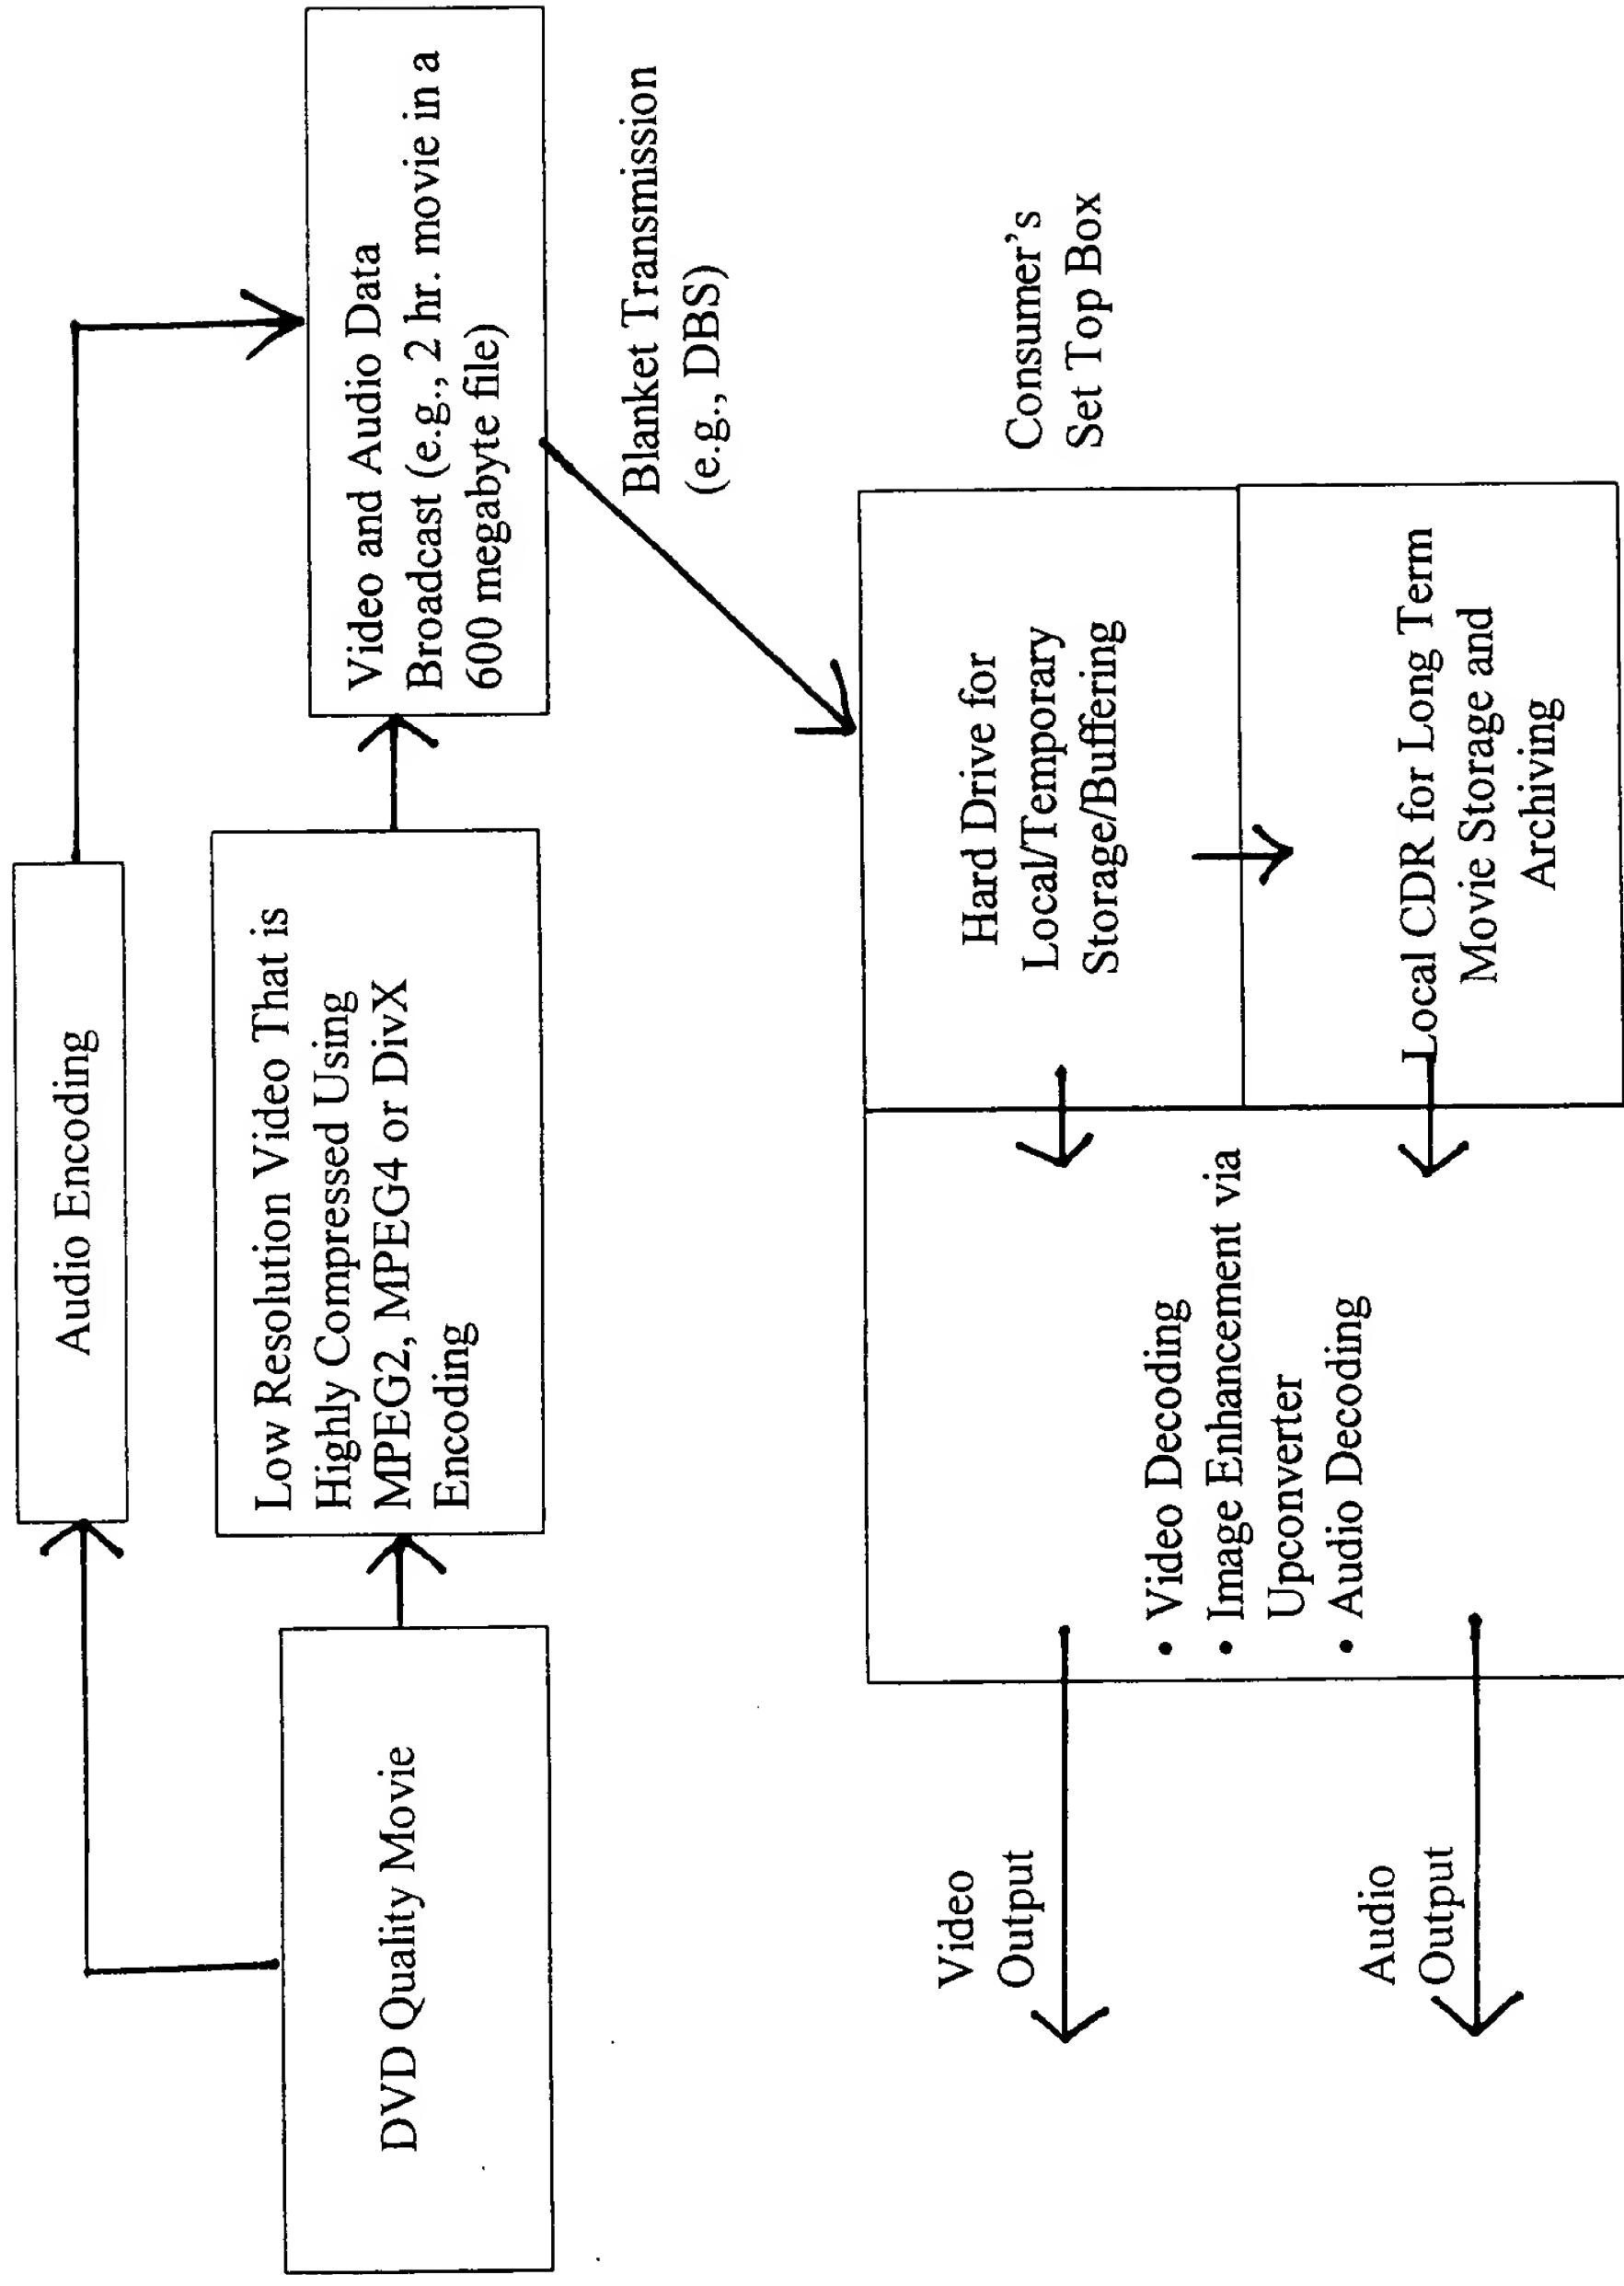 Audio Encoding
DVD Quality Movie
Low Resolution Video That is
Highly Compressed Using
MPEG2, MPEG4 or DivX
Encoding
Video and Audio Data
Broadcast (e.g., 2 hr. movie in a
600 megabyte file)
Blanket Transmission
(e.g., DBS)
Consumer's
Set Top Box
Hard Drive for
Local/Temporary
Storage/Buffering
Local CDR for Long Term
Movie Storage and
Archiving
• Video Decoding
• Image Enhancement via
Upconverter
• Audio Decoding
Video
Output
Audio
Output